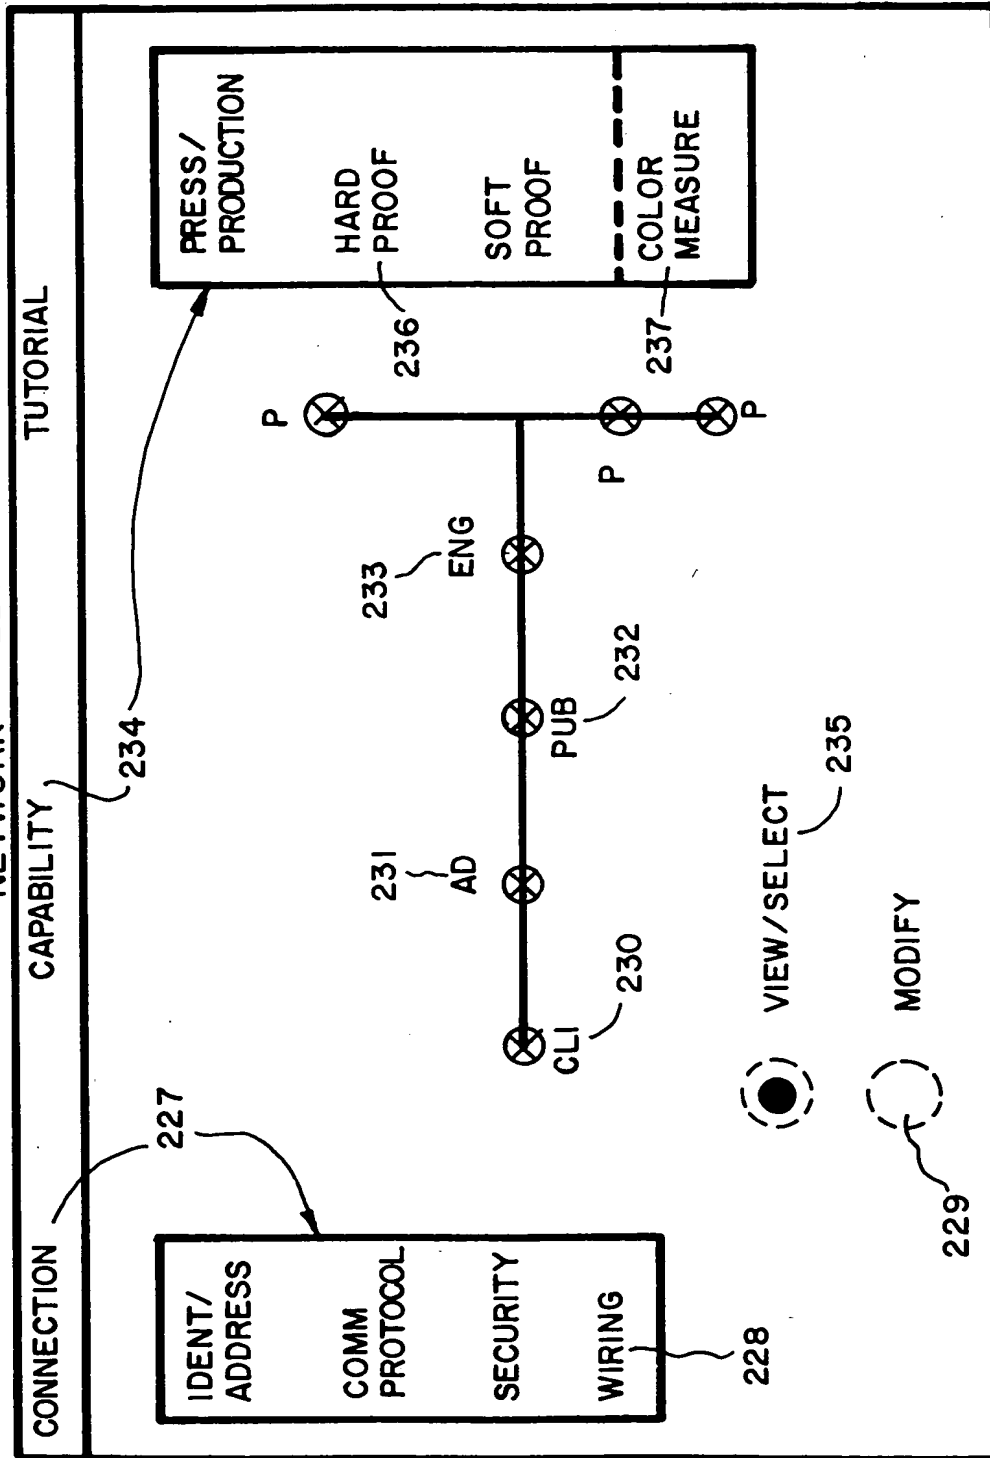 CONNECTION
CAPABILITY
TUTORIAL
227
234
IDENT/
ADDRESS
COMM
PROTOCOL
SECURITY
WIRING
228
PRESS/
PRODUCTION
HARD
PROOF
236
SOFT
PROOF
COLOR
MEASURE
237
CLI
230
231
AD
PUB
232
233
ENG
P
P
P
VIEW/SELECT
235
MODIFY
229